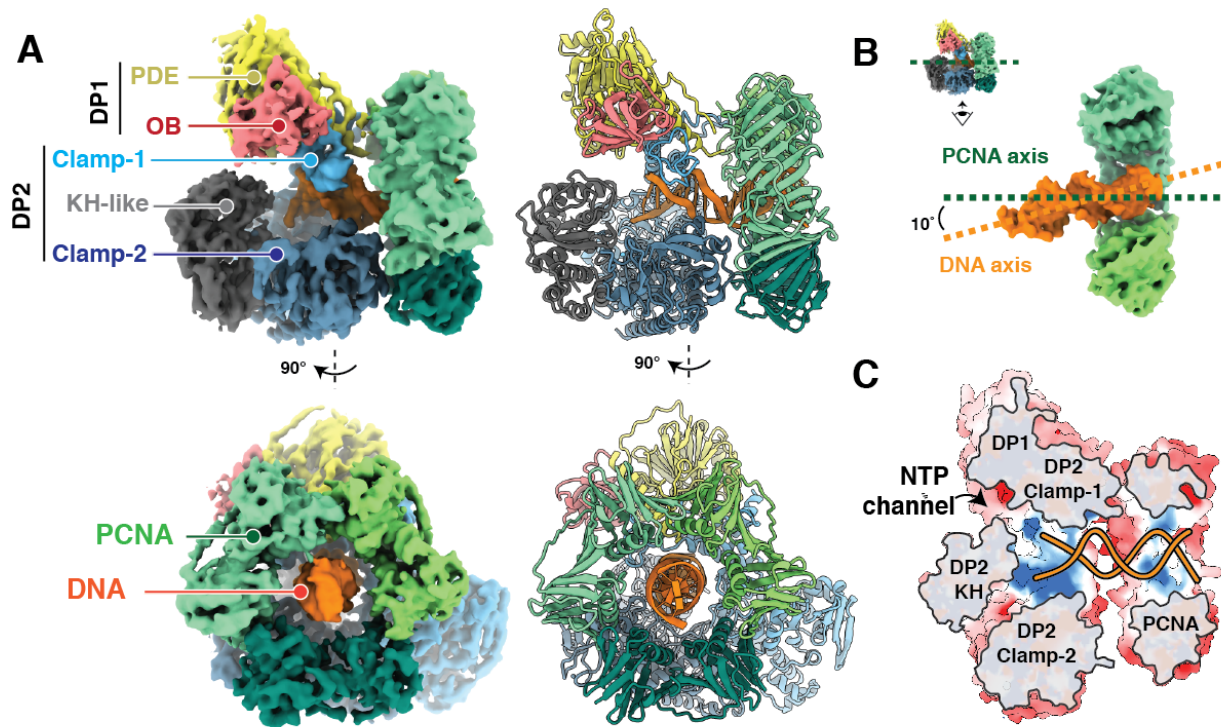 A
DP1
PDE
OB
DP2
Clamp-1
KH-like
Clamp-2
90°
90°
PCNA
DNA
B
PCNA axis
10°
DNA axis
C
DP1
DP2
Clamp-1
NTP
channel
DP2
KH
DP2
Clamp-2
PCNA